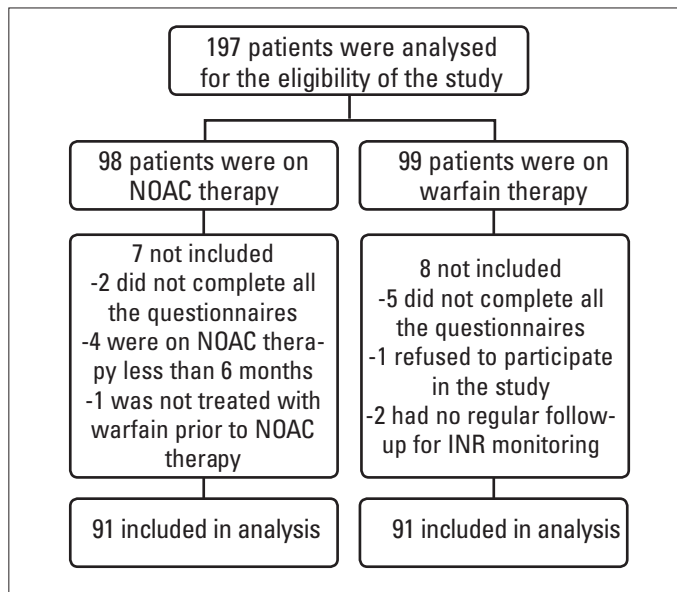 197 patients were analysed
for the eligibility of the study
98 patients were on
NOAC therapy
99 patients were on
warfain therapy
7 not included
-2 did not complete all
the questionnaires
-4 were on NOAC thera-
py less than 6 months
-1 was not treated with
warfain prior to NOAC
therapy
8 not included
-5 did not complete all
the questionnaires
-1 refused to participate
in the study
-2 had no regular follow-
up for INR monitoring
91 included in analysis
91 included in analysis